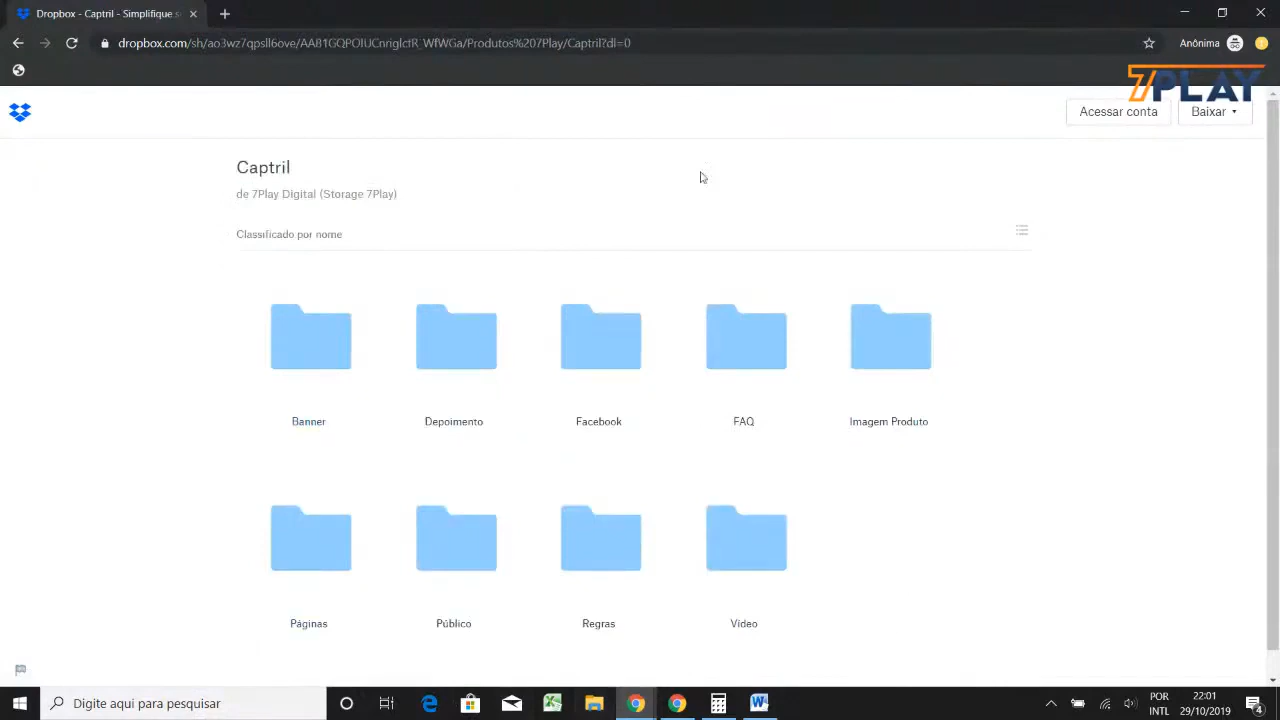 Dropbox - Captril - Simplifique s
dropbox.com/sh/ao3wz7qpsll6ove/AA81GQPOIUCnriglctR_WfWGa/Produtos%207Play/Captril?dl=0
Anônima
7PLAY
Acessar conta
Baixar
Captril
de 7Play Digital (Storage 7Play)
Classificado por nome
Banner
Depoimento
Facebook
FAQ
Imagem Produto
Páginas
Público
Regras
Vídeo
Digite aqui para pesquisar
POR
INTL
22:01
29/10/2019
4